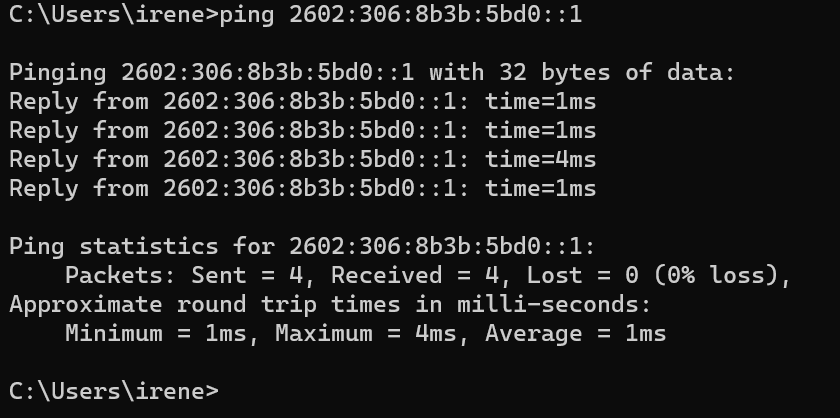 C:\Users\irene>ping 2602:306:8b3b:5bd0::1
Pinging 2602:306:8b3b:5bd0::1 with 32 bytes of data:
Reply from 2602:306:8b3b:5bd0::1: time=1ms
Reply from 2602:306:8b3b:5bd0::1: time=1ms
Reply from 2602:306:8b3b:5bd0::1: time=4ms
Reply from 2602:306:8b3b:5bd0::1: time=1ms
Ping statistics for 2602:306:8b3b:5bd0::1:
    Packets: Sent = 4, Received = 4, Lost = 0 (0% loss),
Approximate round trip times in milli-seconds:
    Minimum = 1ms, Maximum = 4ms, Average = 1ms
C:\Users\irene>